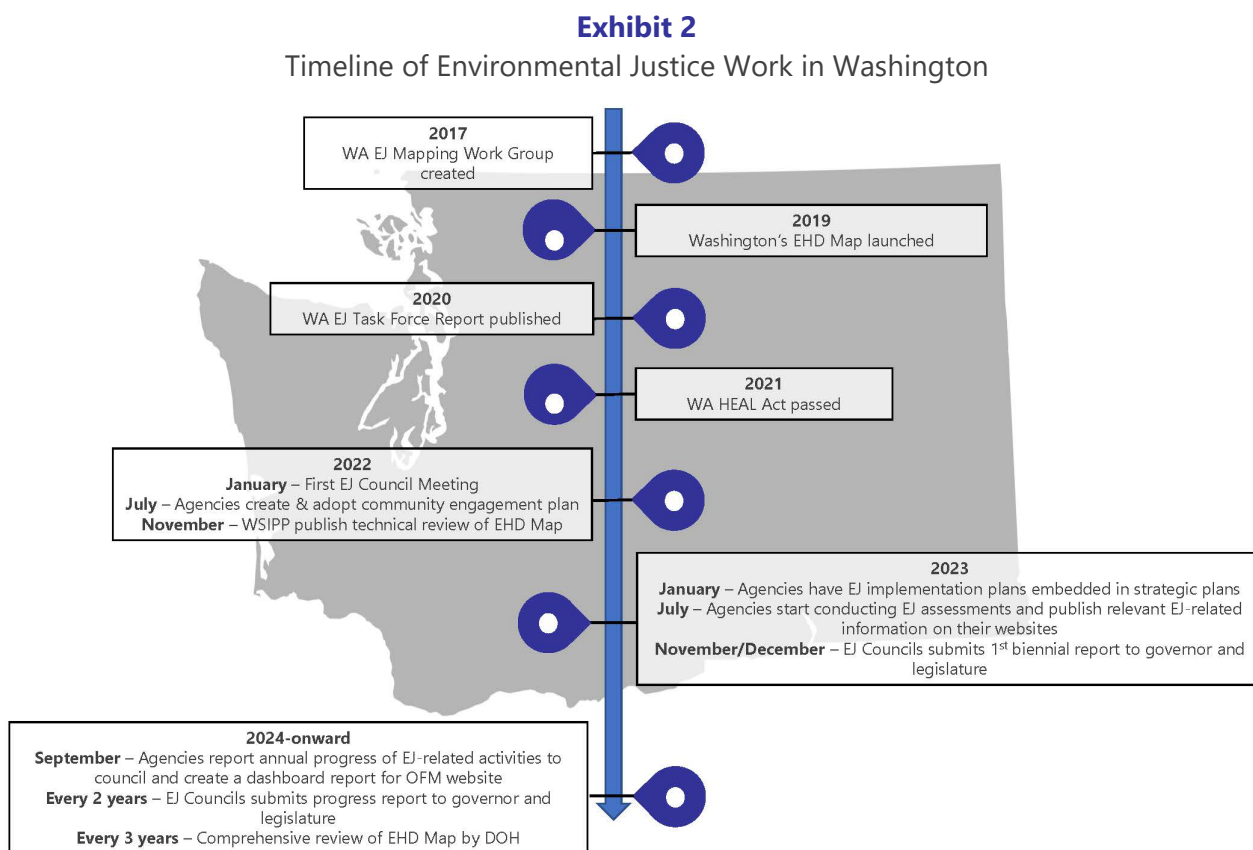 Exhibit 2
Timeline of Environmental Justice Work in Washington
2017
WA EJ Mapping Work Group
created
2019
Washington's EHD Map launched
2020
WA EJ Task Force Report published
2021
WA HEAL Act passed
2022
January – First EJ Council Meeting
July – Agencies create & adopt community engagement plan
November – WSIPP publish technical review of EHD Map
2023
January – Agencies have EJ implementation plans embedded in strategic plans
July – Agencies start conducting EJ assessments and publish relevant EJ-related
information on their websites
November/December – EJ Councils submits 1st biennial report to governor and
legislature
2024-onward
September – Agencies report annual progress of EJ-related activities to
council and create a dashboard report for OFM website
Every 2 years – EJ Councils submits progress report to governor and
legislature
Every 3 years – Comprehensive review of EHD Map by DOH